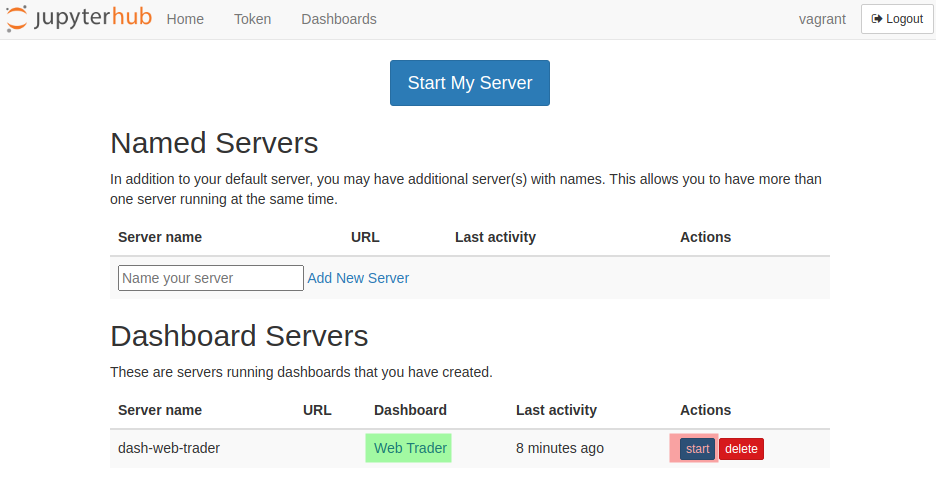 jupyterhub Home Token Dashboards vagrant Logout
Start My Server
Named Servers
In addition to your default server, you may have additional server(s) with names. This allows you to have more than
one server running at the same time.
Server name URL Last activity Actions
Name your server Add New Server
Dashboard Servers
These are servers running dashboards that you have created.
Server name URL Dashboard Last activity Actions
dash-web-trader Web Trader 8 minutes ago start delete